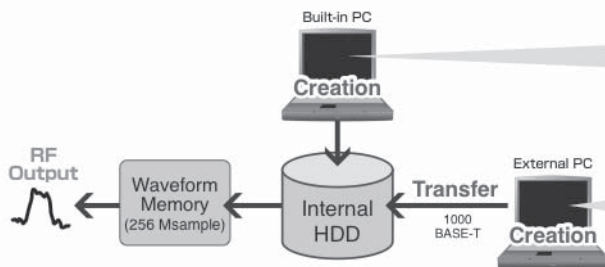 Built-in PC
Creation
RF
Output
Waveform
Memory
(256 Msample)
Internal
HDD
Transfer
1000
BASE-T
External PC
Creation